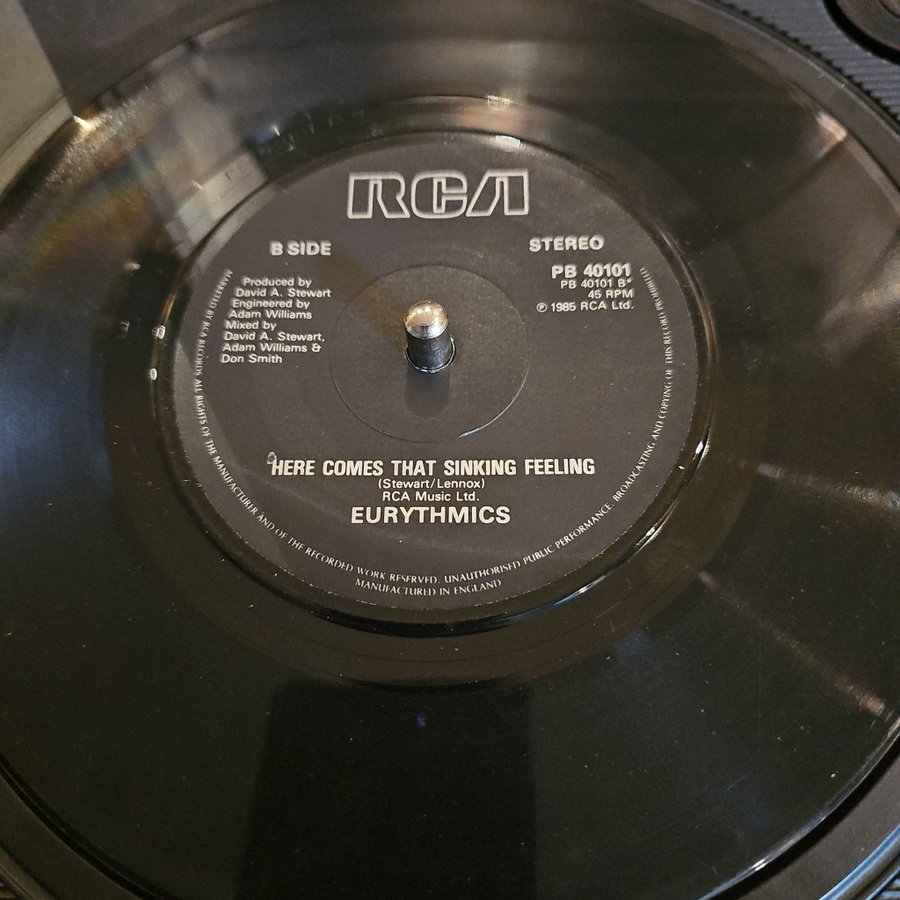 RCA
B SIDE
STEREO
Produced by
David A. Stewart
Engineered by
Adam Williams
Mixed by
David A. Stewart,
Adam Williams &
Don Smith
PB 40101
PB 40101 B*
45 RPM
℗ 1985 RCA Ltd.
HERE COMES THAT SINKING FEELING
(Stewart/Lennox)
RCA Music Ltd.
EURYTHMICS
MARKETED BY RCA RECORDS. ALL RIGHTS OF THE MANUFACTURER AND OF THE RECORDED WORK RESERVED. UNAUTHORISED PUBLIC PERFORMANCE, BROADCASTING AND COPYING OF THIS RECORD PROHIBITED
MANUFACTURED IN ENGLAND